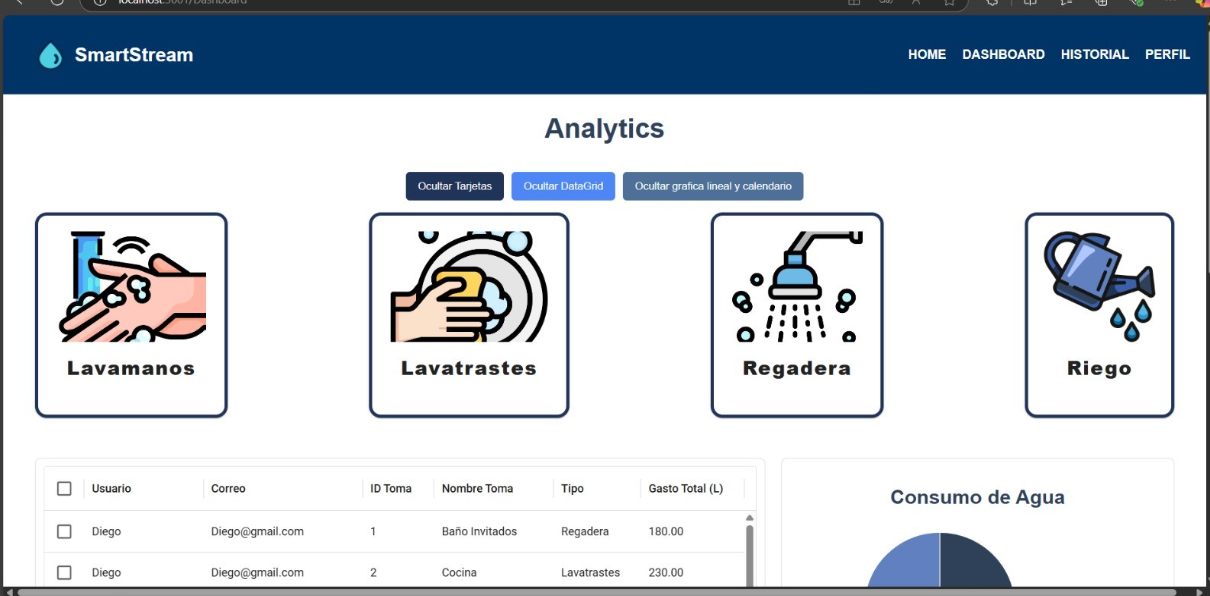 localhost:3001/Dashboard
SmartStream
HOME DASHBOARD HISTORIAL PERFIL
Analytics
Ocultar Tarjetas Ocultar DataGrid Ocultar grafica lineal y calendario
Lavamanos Lavatrastes Regadera Riego
Usuario Correo ID Toma Nombre Toma Tipo Gasto Total (L)
Diego Diego@gmail.com 1 Baño Invitados Regadera 180.00
Diego Diego@gmail.com 2 Cocina Lavatrastes 230.00
Consumo de Agua